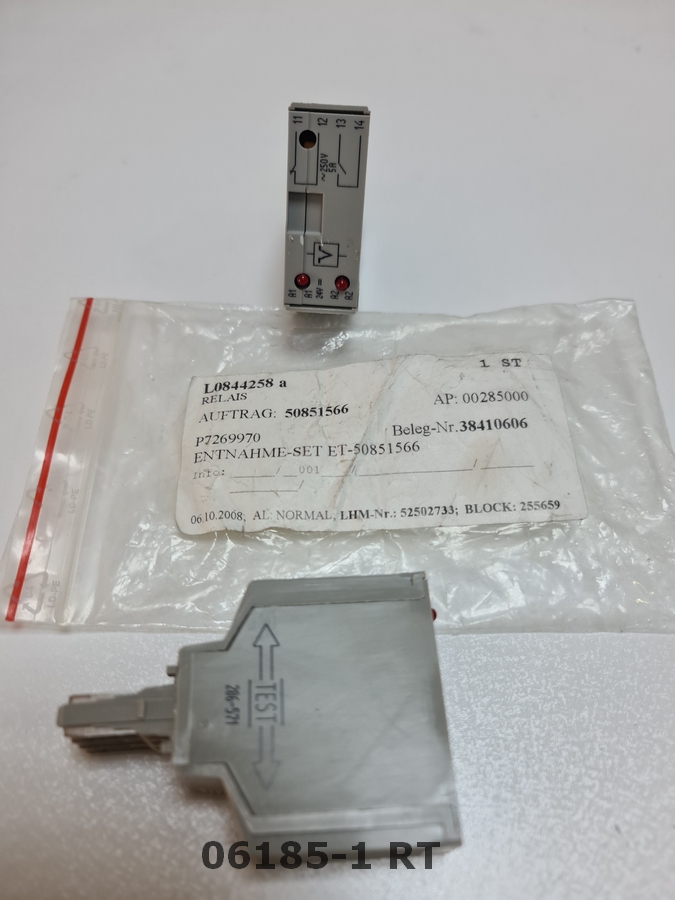 11 12 13 14
~250V
5A
A1 A1 24V A2 A2
1 ST
L0844258 a
RELAIS
AP: 00285000
AUFTRAG: 50851566
Beleg-Nr.38410606
P7269970
ENTNAHME-SET ET-50851566
Info: 001
06.10.2008; AL: NORMAL, LHM-Nr.: 52502733; BLOCK: 255659
TEST
286-571
06185-1 RT